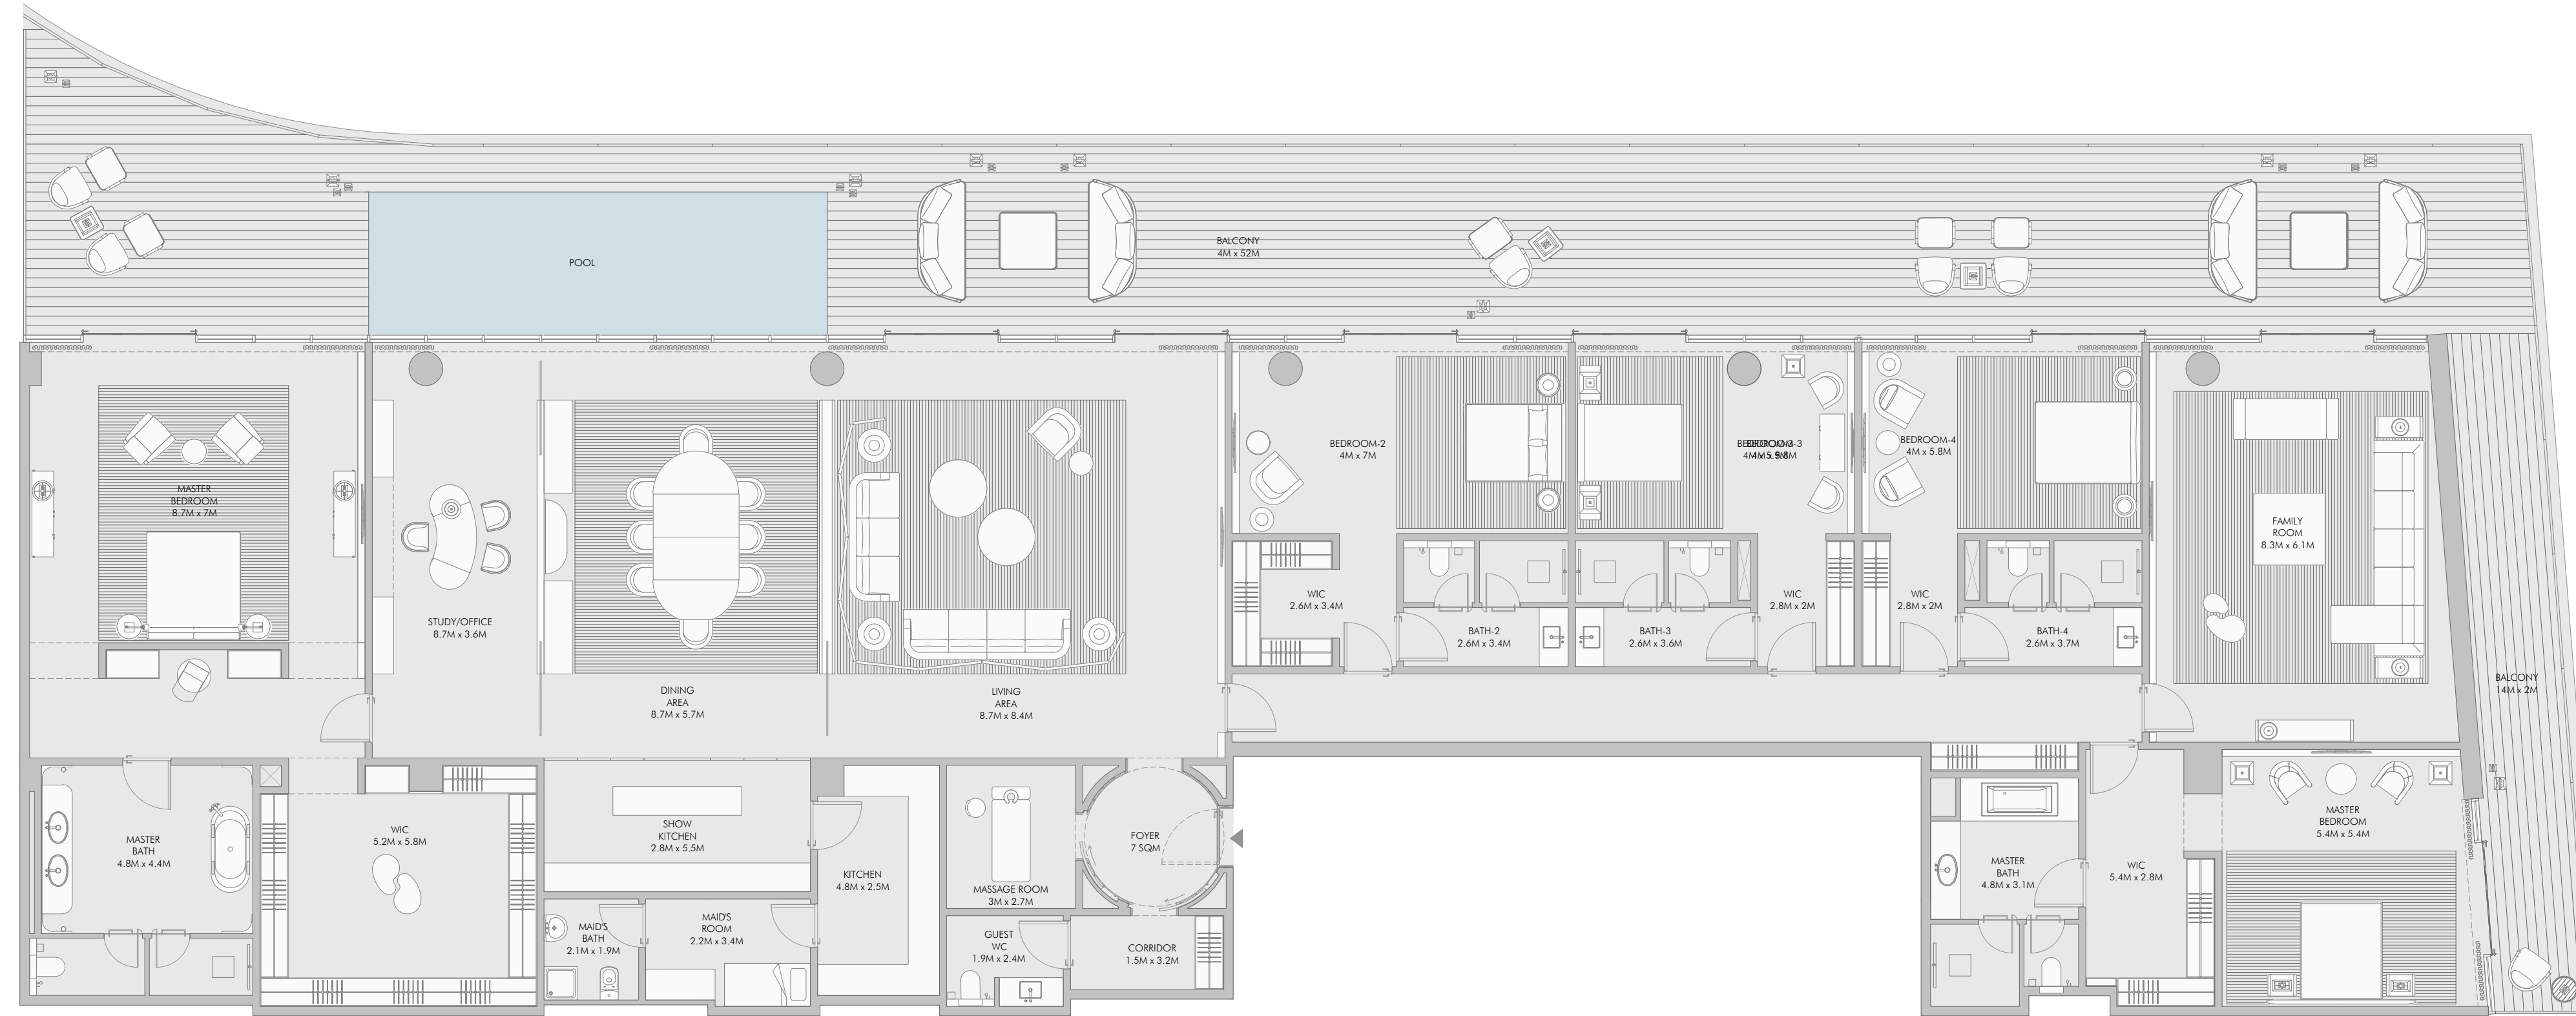 POOL
BALCONY
4M x 52M
MASTER
BEDROOM
8.7M x 7M
STUDY/OFFICE
8.7M x 3.6M
DINING
AREA
8.7M x 5.7M
LIVING
AREA
8.7M x 8.4M
BEDROOM-2
4M x 7M
BEDROOM-3
BEDROOM-4
4M x 5.8M
FAMILY
ROOM
8.3M x 6.1M
WIC
2.6M x 3.4M
BATH-2
2.6M x 3.4M
BATH-3
2.6M x 3.6M
WIC
2.8M x 2M
WIC
2.8M x 2M
BATH-4
2.6M x 3.7M
BALCONY
14M x 2M
MASTER
BATH
4.8M x 4.4M
WIC
5.2M x 5.8M
SHOW
KITCHEN
2.8M x 5.5M
KITCHEN
4.8M x 2.5M
MASSAGE ROOM
3M x 2.7M
FOYER
7 SQM
MAID'S
BATH
2.1M x 1.9M
MAID'S
ROOM
2.2M x 3.4M
GUEST
WC
1.9M x 2.4M
CORRIDOR
1.5M x 3.2M
MASTER
BATH
4.8M x 3.1M
WIC
5.4M x 2.8M
MASTER
BEDROOM
5.4M x 5.4M